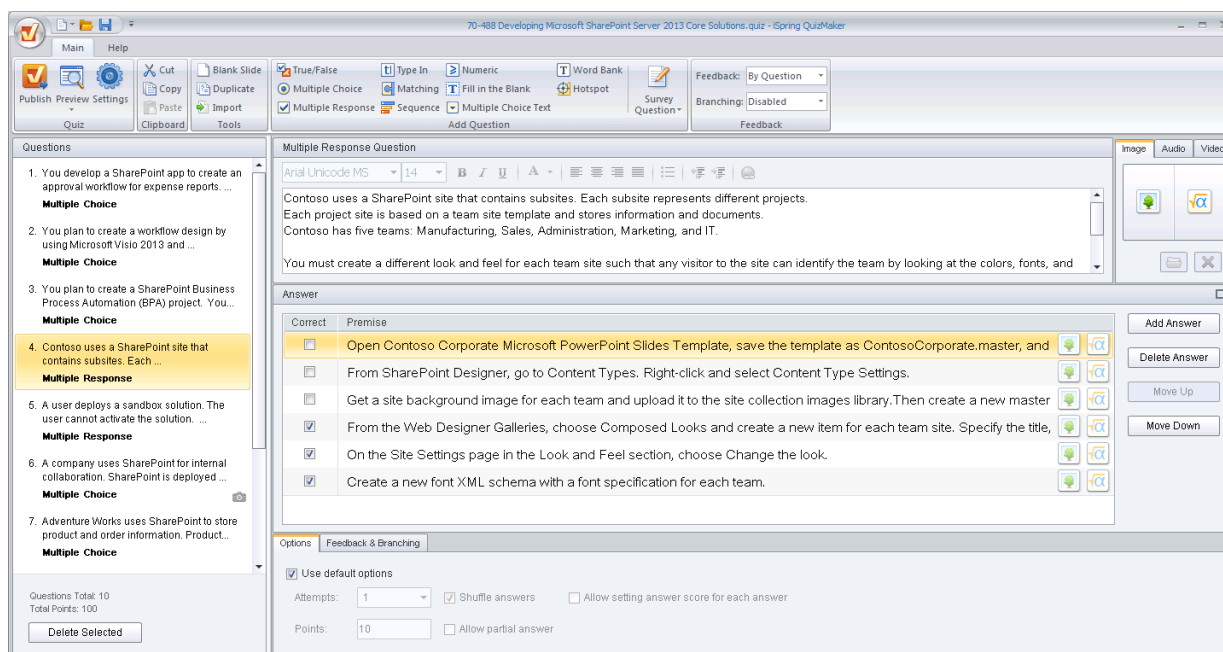 70-488 Developing Microsoft SharePoint Server 2013 Core Solutions.quiz - iSpring QuizMaker
Main Help
Publish Preview Settings
Quiz
Cut
Copy
Paste
Clipboard
Blank Slide
Duplicate
Import
Tools
True/False Type In Numeric Word Bank
Multiple Choice Matching Fill in the Blank Hotspot
Multiple Response Sequence Multiple Choice Text
Survey
Question
Add Question
Feedback: By Question
Branching: Disabled
Feedback
Questions
1. You develop a SharePoint app to create an
approval workflow for expense reports. ...
Multiple Choice
2. You plan to create a workflow design by
using Microsoft Visio 2013 and ...
Multiple Choice
3. You plan to create a SharePoint Business
Process Automation (BPA) project. You...
Multiple Choice
4. Contoso uses a SharePoint site that
contains subsites. Each ...
Multiple Response
5. A user deploys a sandbox solution. The
user cannot activate the solution. ...
Multiple Response
6. A company uses SharePoint for internal
collaboration. SharePoint is deployed ...
Multiple Choice
7. Adventure Works uses SharePoint to store
product and order information. Product...
Multiple Choice
Questions Total: 10
Total Points: 100
Delete Selected
Multiple Response Question
Arial Unicode MS 14 B I U A
Contoso uses a SharePoint site that contains subsites. Each subsite represents different projects.
Each project site is based on a team site template and stores information and documents.
Contoso has five teams: Manufacturing, Sales, Administration, Marketing, and IT.
You must create a different look and feel for each team site such that any visitor to the site can identify the team by looking at the colors, fonts, and
Image Audio Video
√α
Answer
Correct Premise
Open Contoso Corporate Microsoft PowerPoint Slides Template, save the template as ContosoCorporate.master, and
From SharePoint Designer, go to Content Types. Right-click and select Content Type Settings.
Get a site background image for each team and upload it to the site collection images library.Then create a new master
From the Web Designer Galleries, choose Composed Looks and create a new item for each team site. Specify the title,
On the Site Settings page in the Look and Feel section, choose Change the look.
Create a new font XML schema with a font specification for each team.
Add Answer
Delete Answer
Move Up
Move Down
Options Feedback & Branching
Use default options
Attempts: 1 Shuffle answers Allow setting answer score for each answer
Points: 10 Allow partial answer